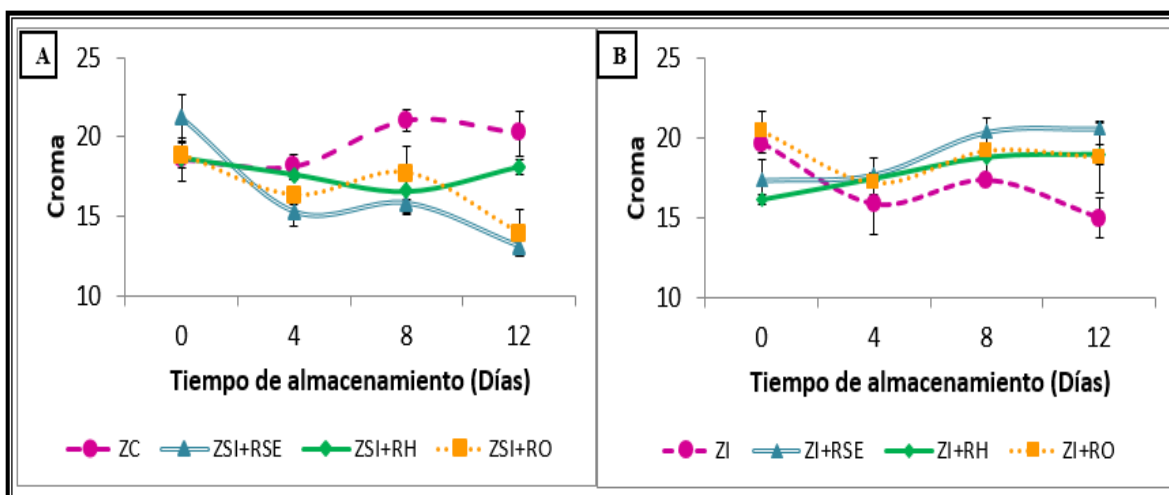 A
25
20
15
10
Croma
0 4 8 12
Tiempo de almacenamiento (Días)
ZC ZSI+RSE ZSI+RH ZSI+RO
B
25
20
15
10
Croma
0 4 8 12
Tiempo de almacenamiento (Días)
ZI ZI+RSE ZI+RH ZI+RO